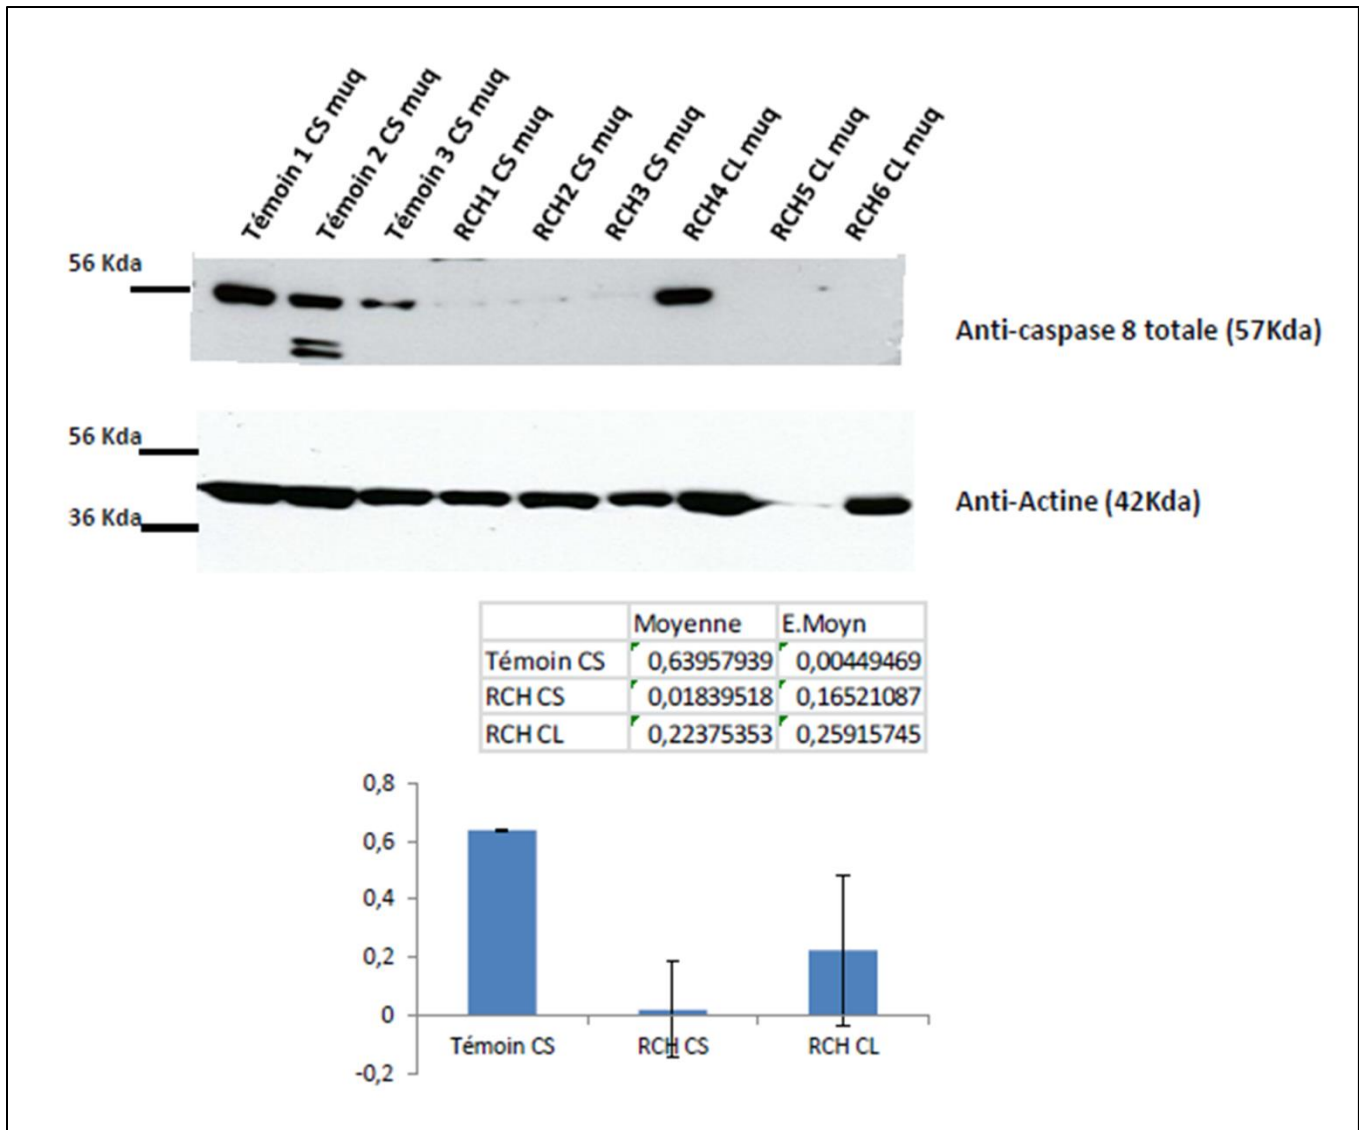 Témoin 1 CS muq
Témoin 2 CS muq
Témoin 3 CS muq
RCH1 CS muq
RCH2 CS muq
RCH3 CS muq
RCH4 CL muq
RCH5 CL muq
RCH6 CL muq
56 Kda
Anti-caspase 8 totale (57Kda)
56 Kda
36 Kda
Anti-Actine (42Kda)
Moyenne E.Moyn
Témoin CS 0,63957939 0,00449469
RCH CS 0,01839518 0,16521087
RCH CL 0,22375353 0,25915745
0,8
0,6
0,4
0,2
0
-0,2
Témoin CS RCH CS RCH CL